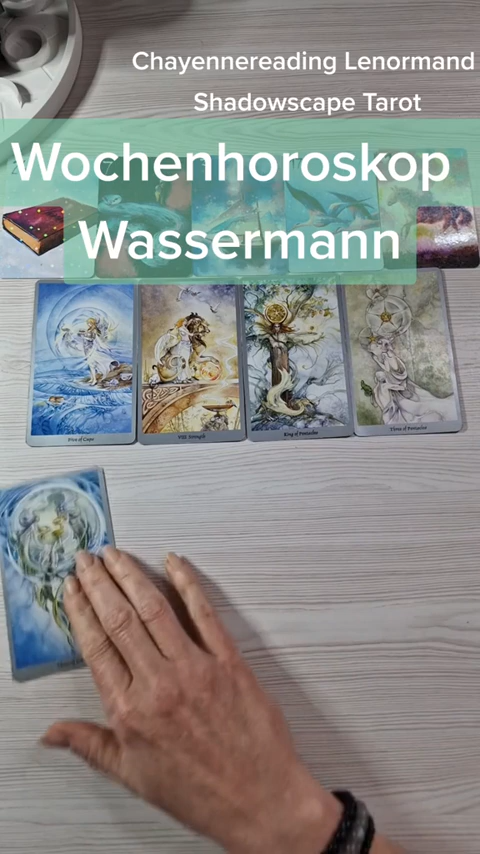 Chayennereading Lenormand
Shadowscape Tarot
Wochenhoroskop
Wassermann
Five of Cups
VIII Strength
King of Pentacles
Three of Pentacles